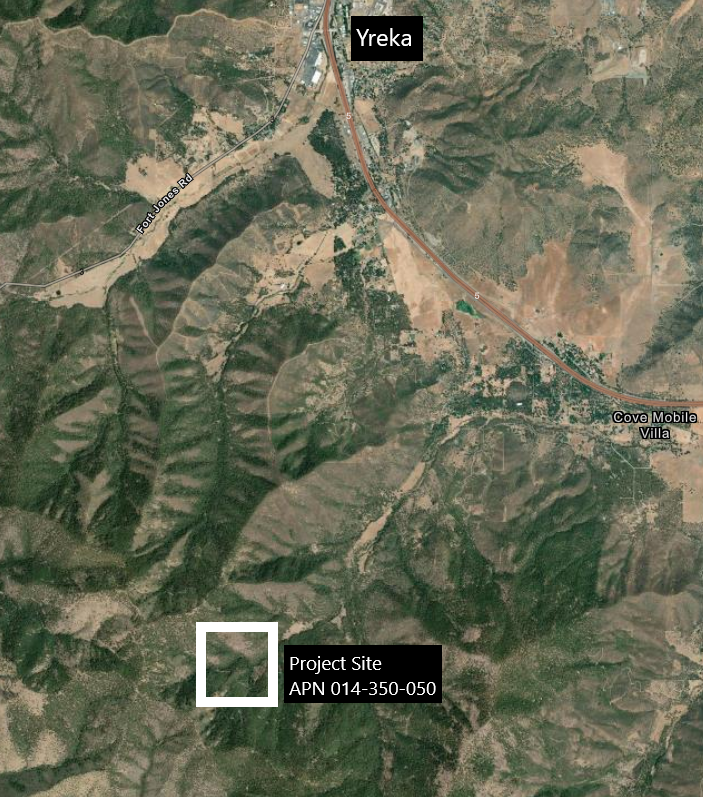 Yreka
5
Fort Jones Rd
5
Cove Mobile
Villa
Project Site
APN 014-350-050